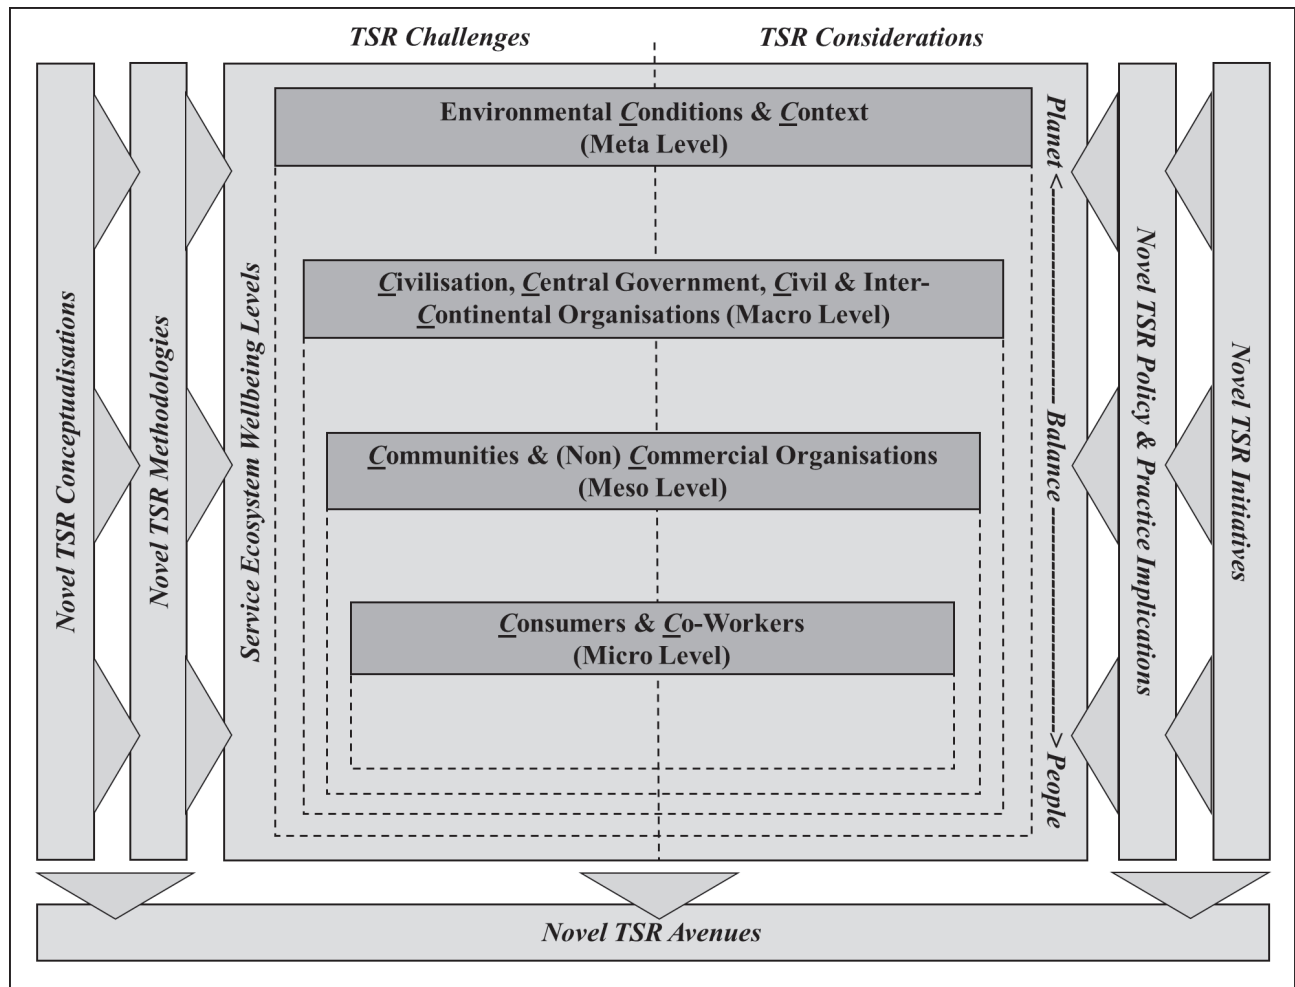 TSR Challenges
TSR Considerations
Novel TSR Conceptualisations
Novel TSR Methodologies
Service Ecosystem Wellbeing Levels
Environmental Conditions & Context
(Meta Level)
Civilisation, Central Government, Civil & Inter-
Continental Organisations (Macro Level)
Communities & (Non) Commercial Organisations
(Meso Level)
Consumers & Co-Workers
(Micro Level)
Planet <--------------- Balance ---------------> People
Novel TSR Policy & Practice Implications
Novel TSR Initiatives
Novel TSR Avenues